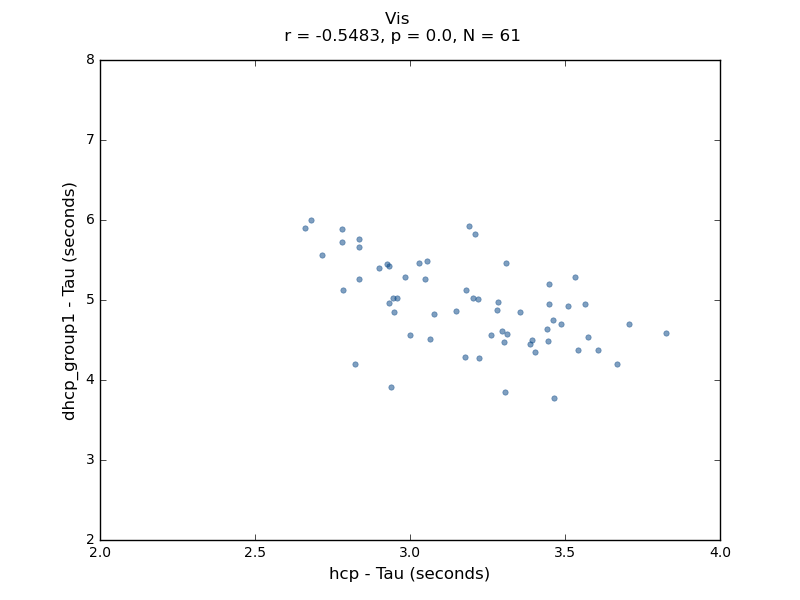 Vis
r = -0.5483, p = 0.0, N = 61
8
7
6
5
4
3
2
dhcp_group1 - Tau (seconds)
2.0 2.5 3.0 3.5 4.0
hcp - Tau (seconds)